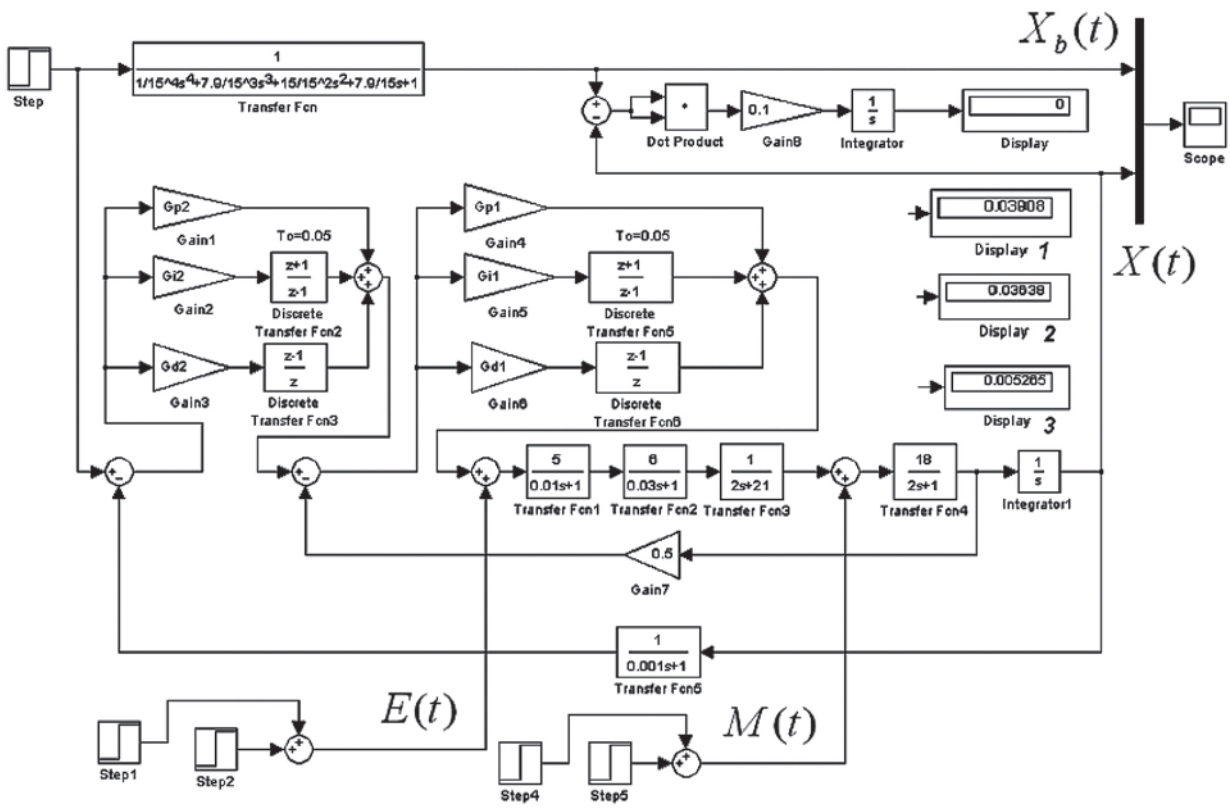 X_b(t)
Step
1
1/15^4s^4+7.9/15^3s^3+15/15^2s^2+7.9/15s+1
Transfer Fcn
+
-
Dot Product
0.1
Gain8
1
s
Integrator
0
Display
Scope
Gp2
Gain1
To=0.05
Gi2
Gain2
z+1
z-1
Discrete
Transfer Fcn2
Gd2
Gain3
z-1
z
Discrete
Transfer Fcn3
+
+
+
Gp1
Gain4
To=0.05
Gi1
Gain5
z+1
z-1
Discrete
Transfer Fcn5
Gd1
Gain6
z-1
z
Discrete
Transfer Fcn6
+
+
+
0.03908
Display 1
X(t)
0.03638
Display 2
0.005265
Display 3
+
-
+
-
+
+
5
0.01s+1
Transfer Fcn1
6
0.03s+1
Transfer Fcn2
1
2s+21
Transfer Fcn3
+
+
18
2s+1
Transfer Fcn4
1
s
Integrator1
0.5
Gain7
1
0.001s+1
Transfer Fcn5
E(t)
M(t)
Step1
Step2
+
+
Step4
Step5
+
+